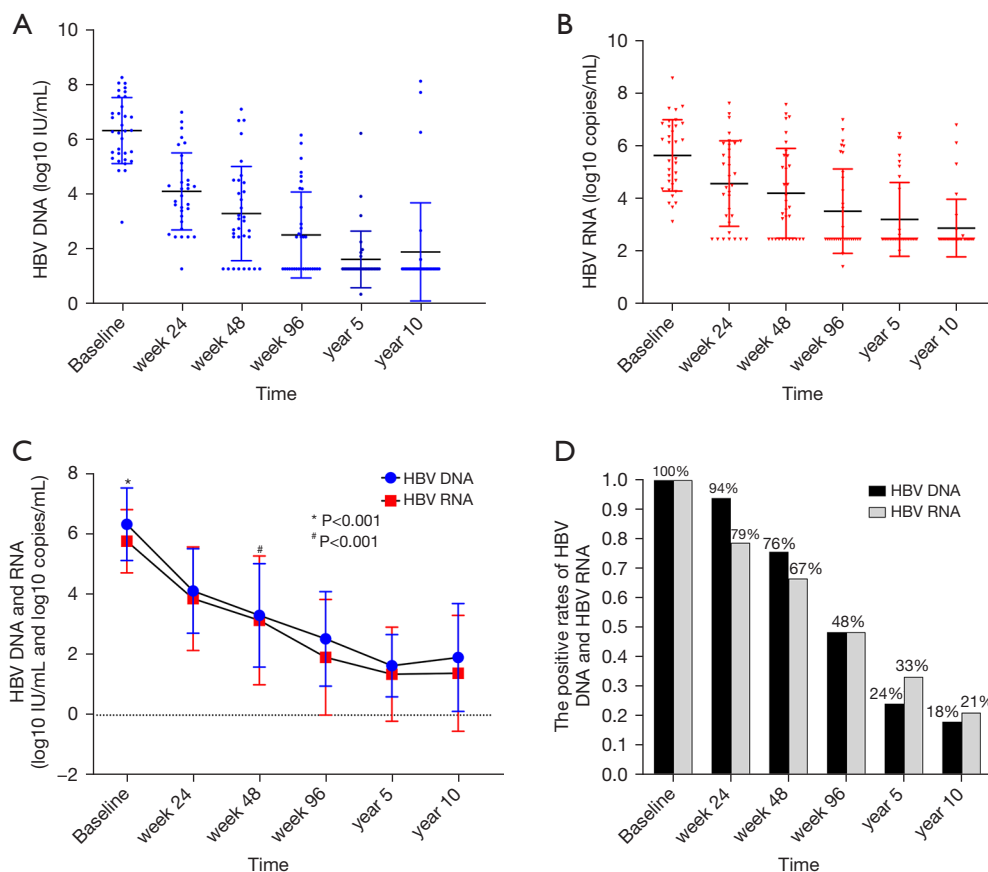 A
HBV DNA (log10 IU/mL)
10
8
6
4
2
0
Baseline
week 24
week 48
week 96
year 5
year 10
Time
B
HBV RNA (log10 copies/mL)
10
8
6
4
2
0
Baseline
week 24
week 48
week 96
year 5
year 10
Time
C
HBV DNA and RNA
(log10 IU/mL and log10 copies/mL)
8
6
4
2
0
−2
*
#
HBV DNA
HBV RNA
* P<0.001
# P<0.001
Baseline
week 24
week 48
week 96
year 5
year 10
Time
D
The positive rates of HBV
DNA and HBV RNA
1.0
0.9
0.8
0.7
0.6
0.5
0.4
0.3
0.2
0.1
0.0
100%
94%
79%
76%
67%
48%
24%
33%
18%
21%
HBV DNA
HBV RNA
Baseline
week 24
week 48
week 96
year 5
year 10
Time